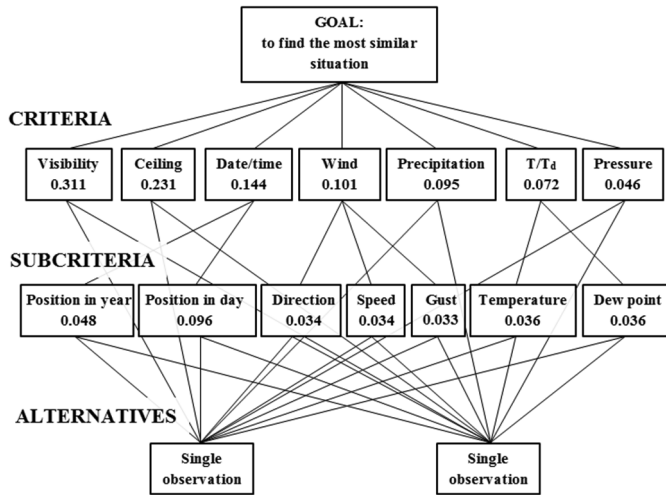 GOAL:
to find the most similar
situation
CRITERIA
Visibility
0.311
Ceiling
0.231
Date/time
0.144
Wind
0.101
Precipitation
0.095
T/Td
0.072
Pressure
0.046
SUBCRITERIA
Position in year
0.048
Position in day
0.096
Direction
0.034
Speed
0.034
Gust
0.033
Temperature
0.036
Dew point
0.036
ALTERNATIVES
Single
observation
Single
observation